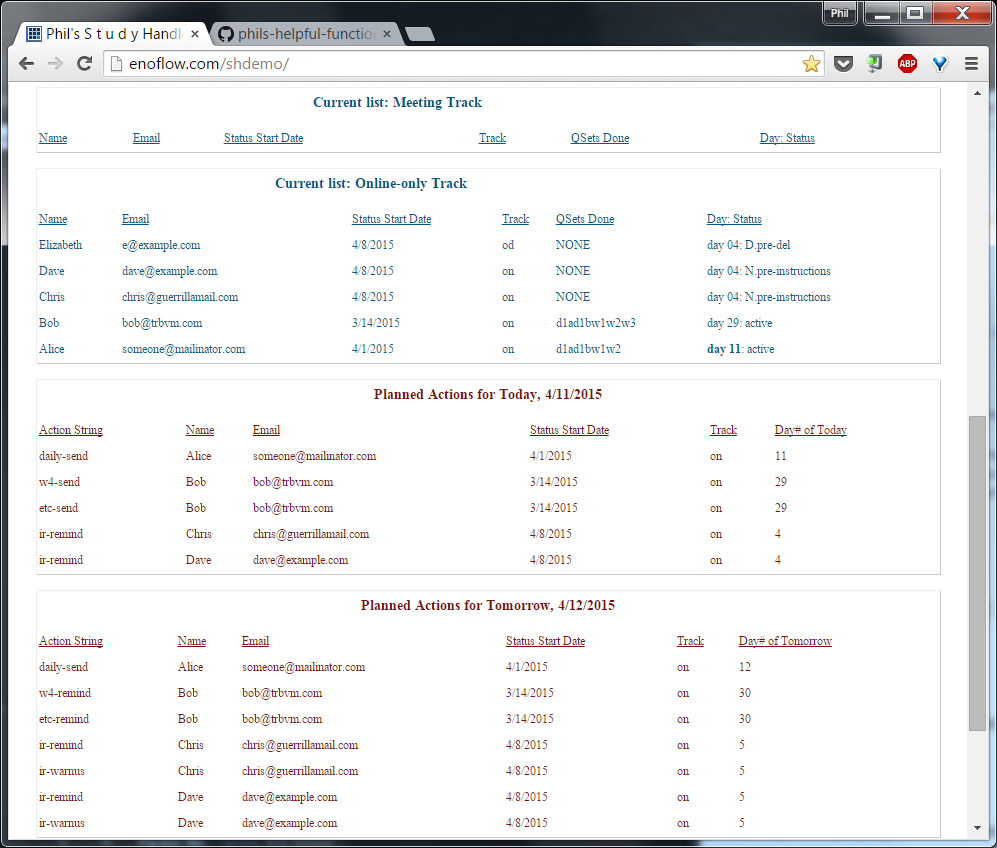 Phil
Phil's S t u d y Handl
phils-helpful-function
enoflow.com/shdemo/
ABP
Current list: Meeting Track
Name Email Status Start Date Track QSets Done Day: Status
Current list: Online-only Track
Name Email Status Start Date Track QSets Done Day: Status
Elizabeth e@example.com 4/8/2015 od NONE day 04: D.pre-del
Dave dave@example.com 4/8/2015 on NONE day 04: N.pre-instructions
Chris chris@guerrillamail.com 4/8/2015 on NONE day 04: N.pre-instructions
Bob bob@trbvm.com 3/14/2015 on d1ad1bw1w2w3 day 29: active
Alice someone@mailinator.com 4/1/2015 on d1ad1bw1w2 day 11: active
Planned Actions for Today, 4/11/2015
Action String Name Email Status Start Date Track Day# of Today
daily-send Alice someone@mailinator.com 4/1/2015 on 11
w4-send Bob bob@trbvm.com 3/14/2015 on 29
etc-send Bob bob@trbvm.com 3/14/2015 on 29
ir-remind Chris chris@guerrillamail.com 4/8/2015 on 4
ir-remind Dave dave@example.com 4/8/2015 on 4
Planned Actions for Tomorrow, 4/12/2015
Action String Name Email Status Start Date Track Day# of Tomorrow
daily-send Alice someone@mailinator.com 4/1/2015 on 12
w4-remind Bob bob@trbvm.com 3/14/2015 on 30
etc-remind Bob bob@trbvm.com 3/14/2015 on 30
ir-remind Chris chris@guerrillamail.com 4/8/2015 on 5
ir-warnus Chris chris@guerrillamail.com 4/8/2015 on 5
ir-remind Dave dave@example.com 4/8/2015 on 5
ir-warnus Dave dave@example.com 4/8/2015 on 5